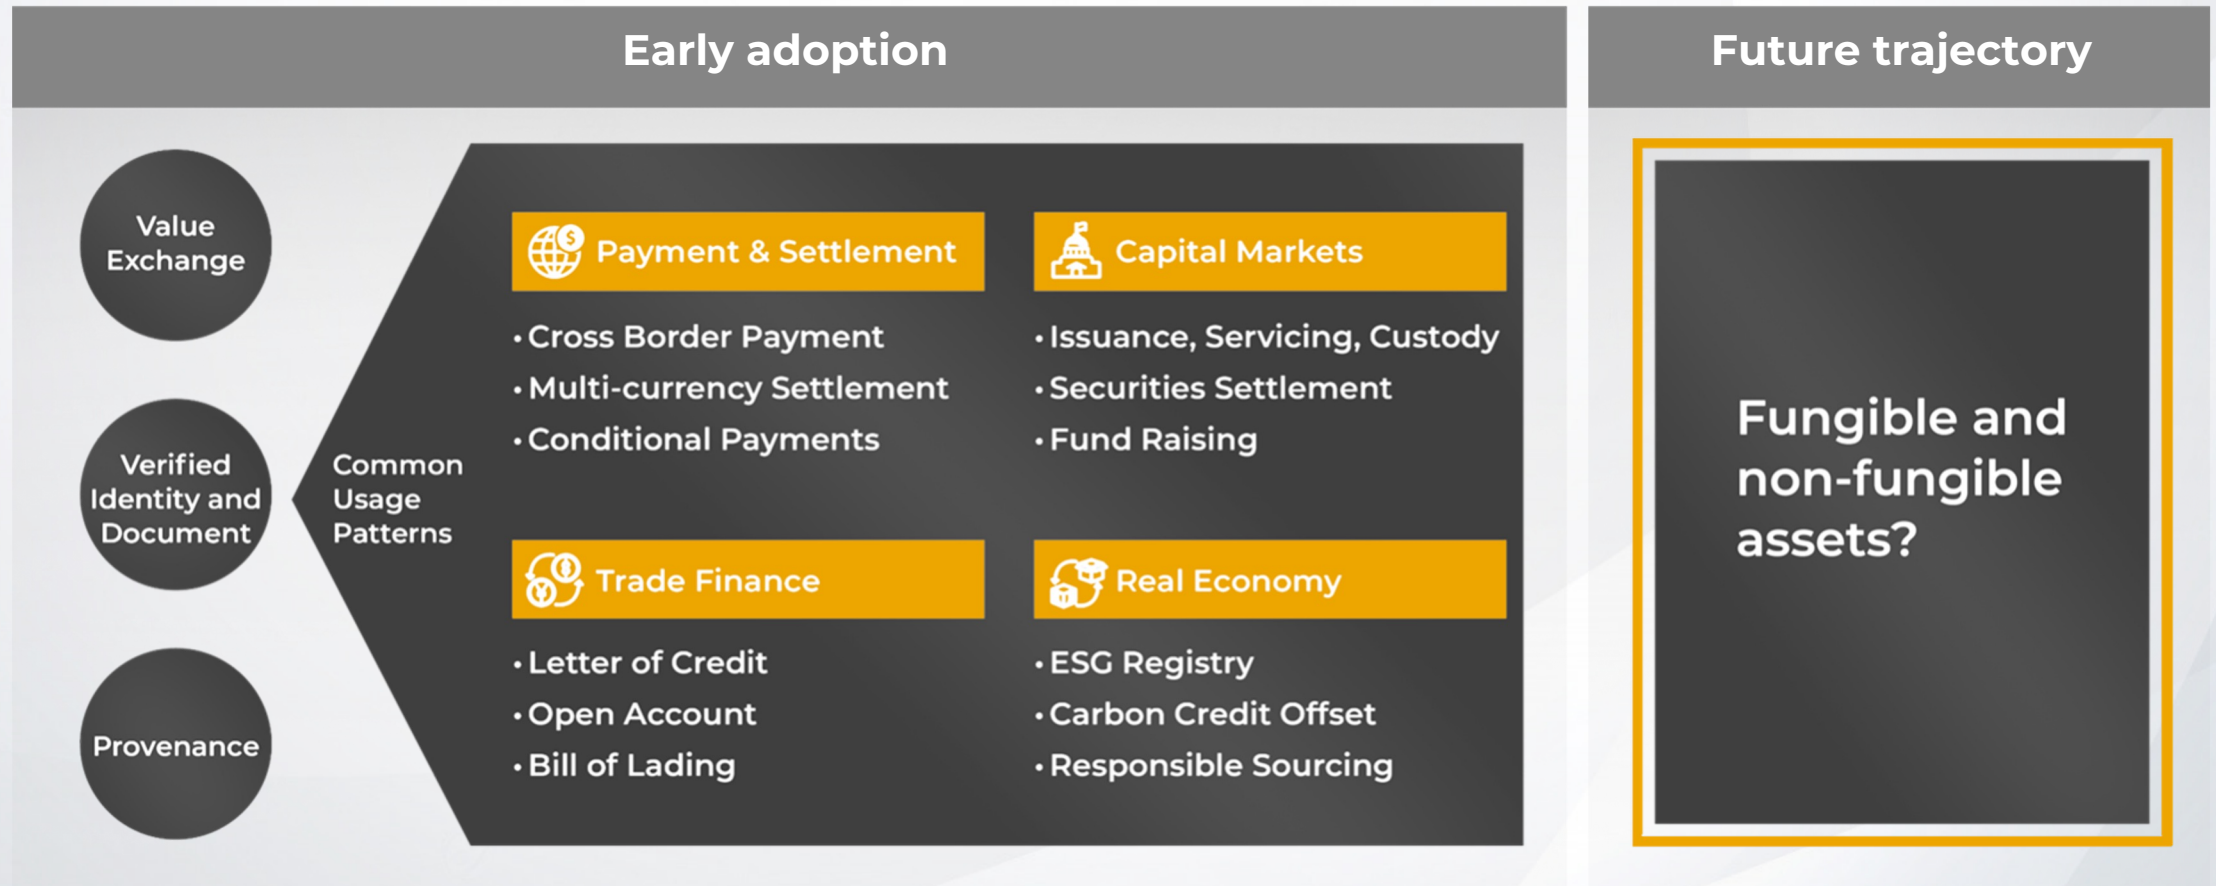 Early adoption
Future trajectory
Value
Exchange
Verified
Identity and
Document
Provenance
Common
Usage
Patterns
Payment & Settlement
• Cross Border Payment
• Multi-currency Settlement
• Conditional Payments
Capital Markets
• Issuance, Servicing, Custody
• Securities Settlement
• Fund Raising
Trade Finance
• Letter of Credit
• Open Account
• Bill of Lading
Real Economy
• ESG Registry
• Carbon Credit Offset
• Responsible Sourcing
Fungible and
non-fungible
assets?